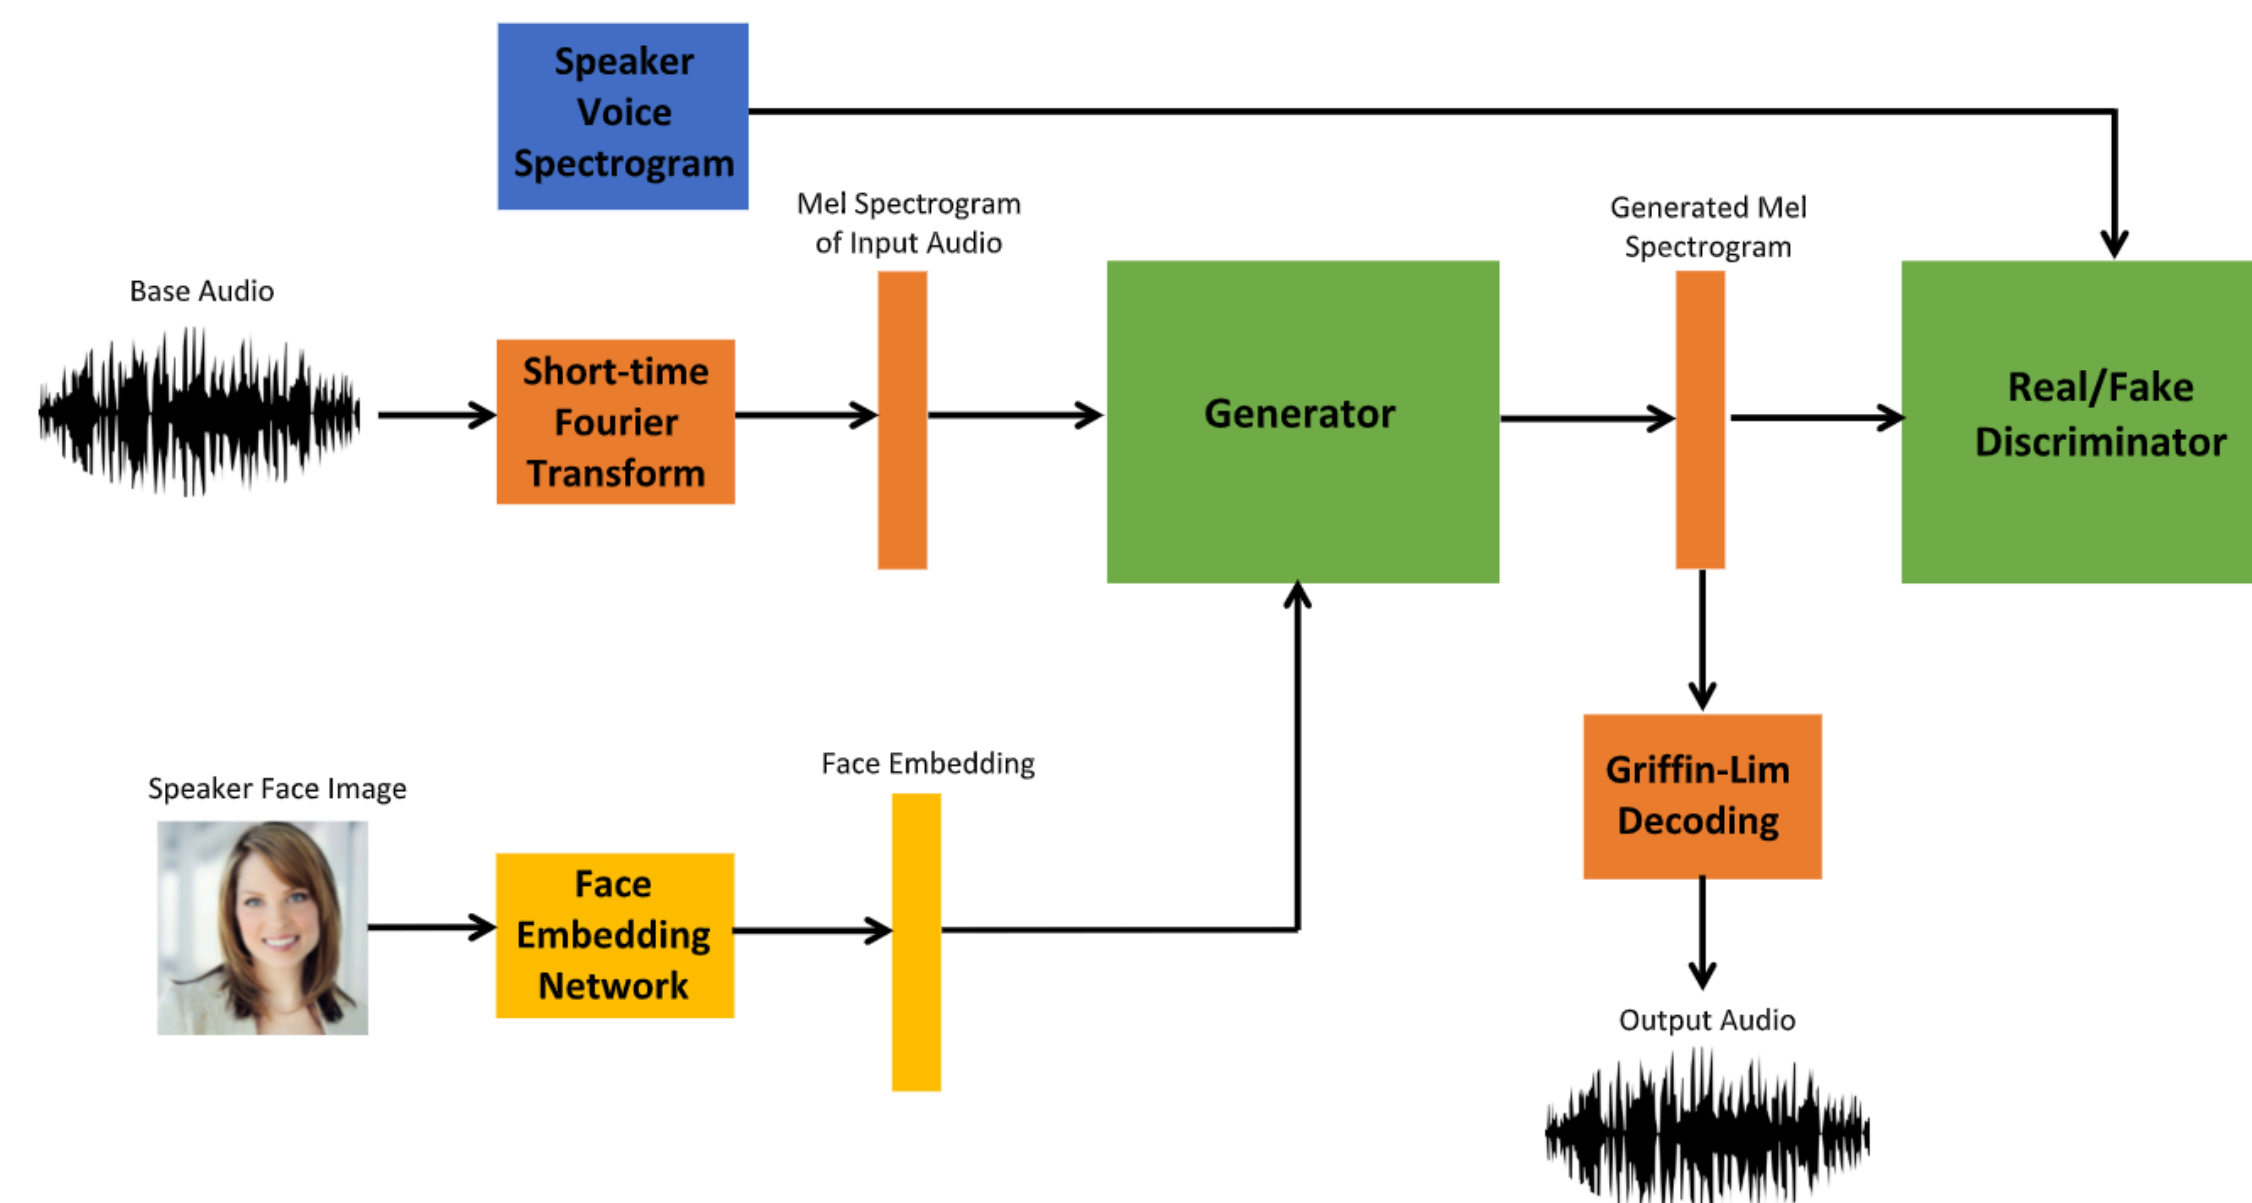 Speaker
Voice
Spectrogram
Mel Spectrogram
of Input Audio
Generated Mel
Spectrogram
Base Audio
Short-time
Fourier
Transform
Generator
Real/Fake
Discriminator
Speaker Face Image
Face Embedding
Face
Embedding
Network
Griffin-Lim
Decoding
Output Audio